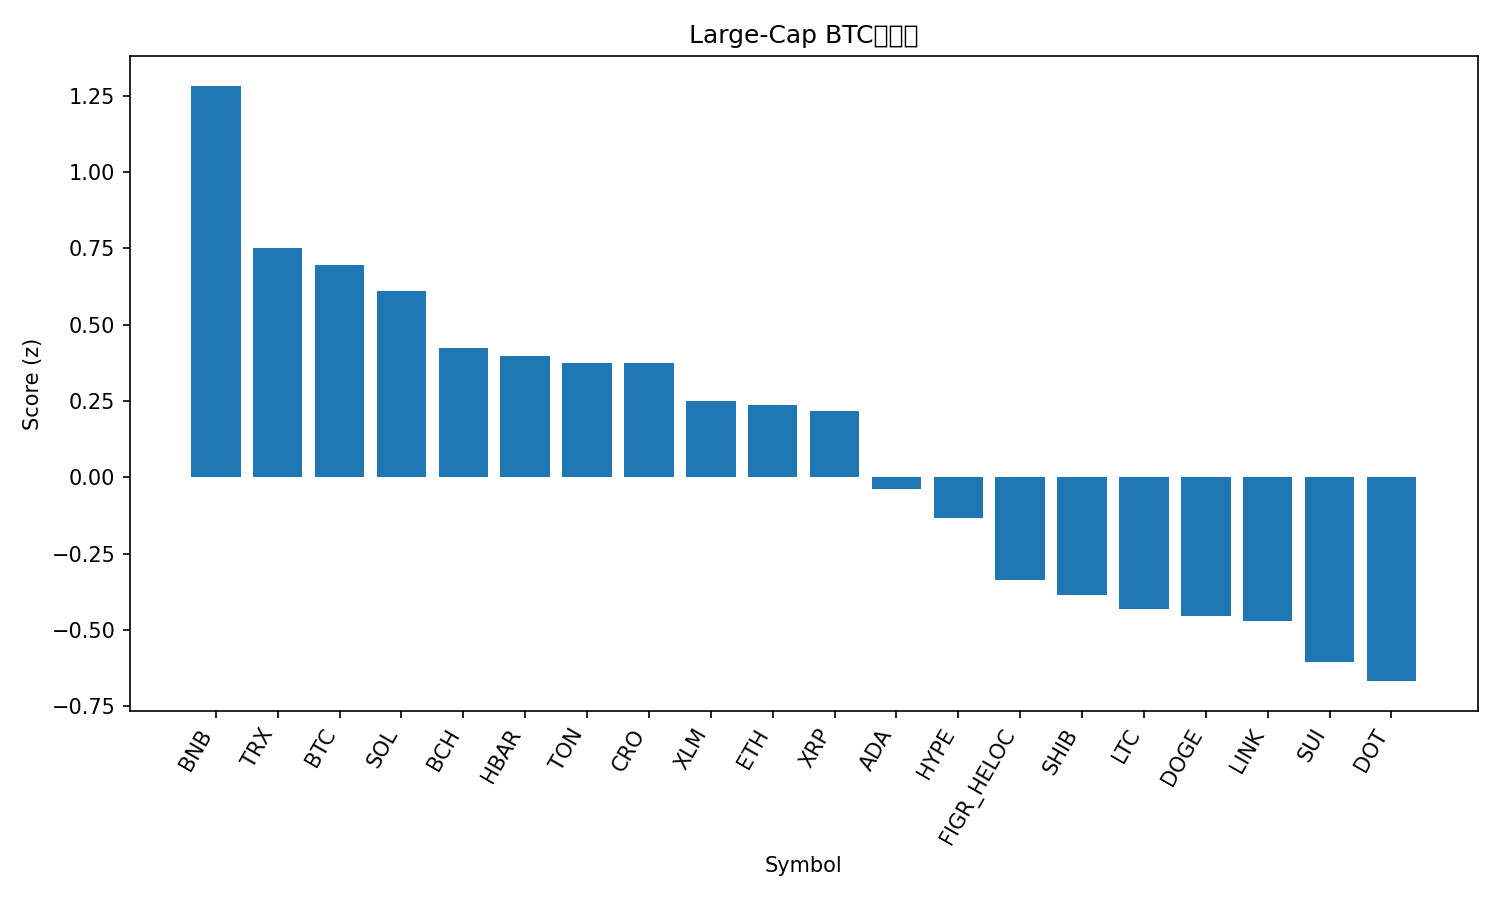 Large-Cap BTC
1.25
1.00
0.75
0.50
0.25
0.00
−0.25
−0.50
−0.75
Score (z)
BNB
TRX
BTC
SOL
BCH
HBAR
TON
CRO
XLM
ETH
XRP
ADA
HYPE
FIGR_HELOC
SHIB
LTC
DOGE
LINK
SUI
DOT
Symbol